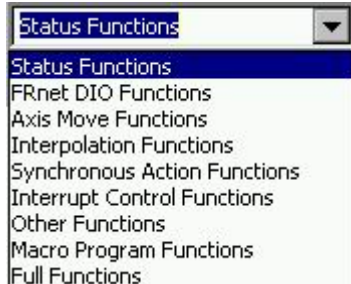 Status Functions
Status Functions
FRnet DIO Functions
Axis Move Functions
Interpolation Functions
Synchronous Action Functions
Interrupt Control Functions
Other Functions
Macro Program Functions
Full Functions